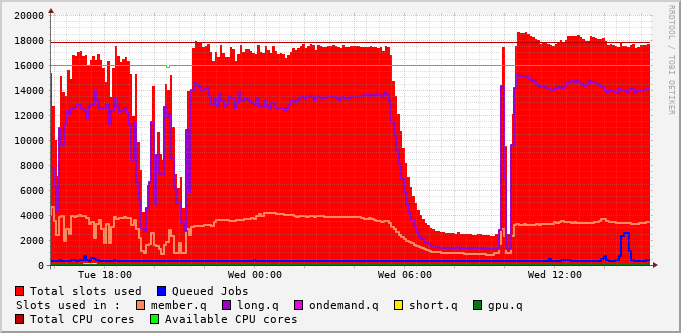 20000
18000
16000
14000
12000
10000
8000
6000
4000
2000
0
Tue 18:00 Wed 00:00 Wed 06:00 Wed 12:00
Total slots used Queued Jobs
Slots used in : member.q long.q ondemand.q short.q gpu.q
Total CPU cores Available CPU cores
RRDTOOL / TOBI OETIKER